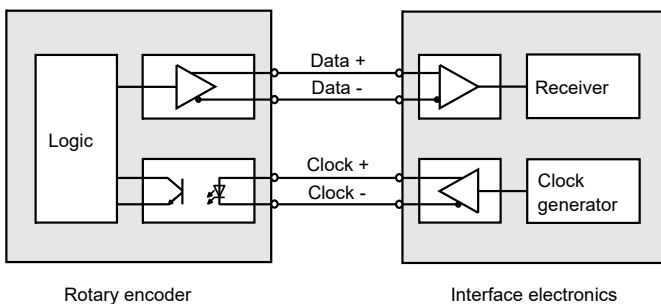 Data +
Data -
Receiver
Logic
Clock +
Clock -
Clock
generator
Rotary encoder
Interface electronics